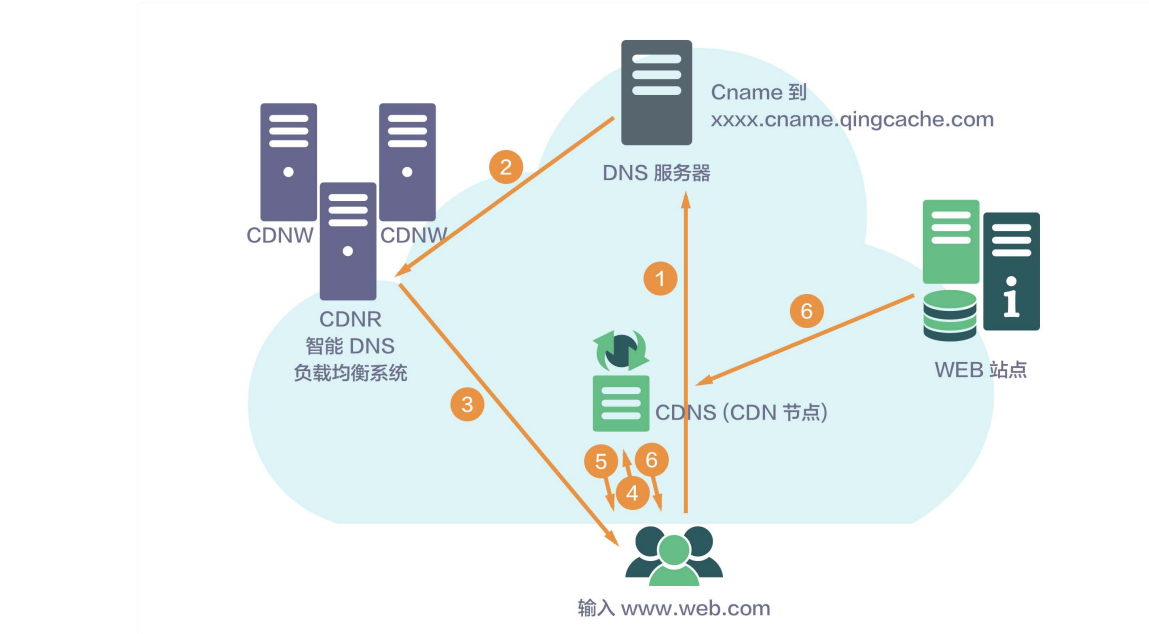 Cname 到
xxxx.cname.qingcache.com
DNS 服务器
2
CDNW
CDNW
1
CDNR
智能 DNS
负载均衡系统
6
WEB 站点
3
CDNS (CDN 节点)
5
6
4
输入 www.web.com